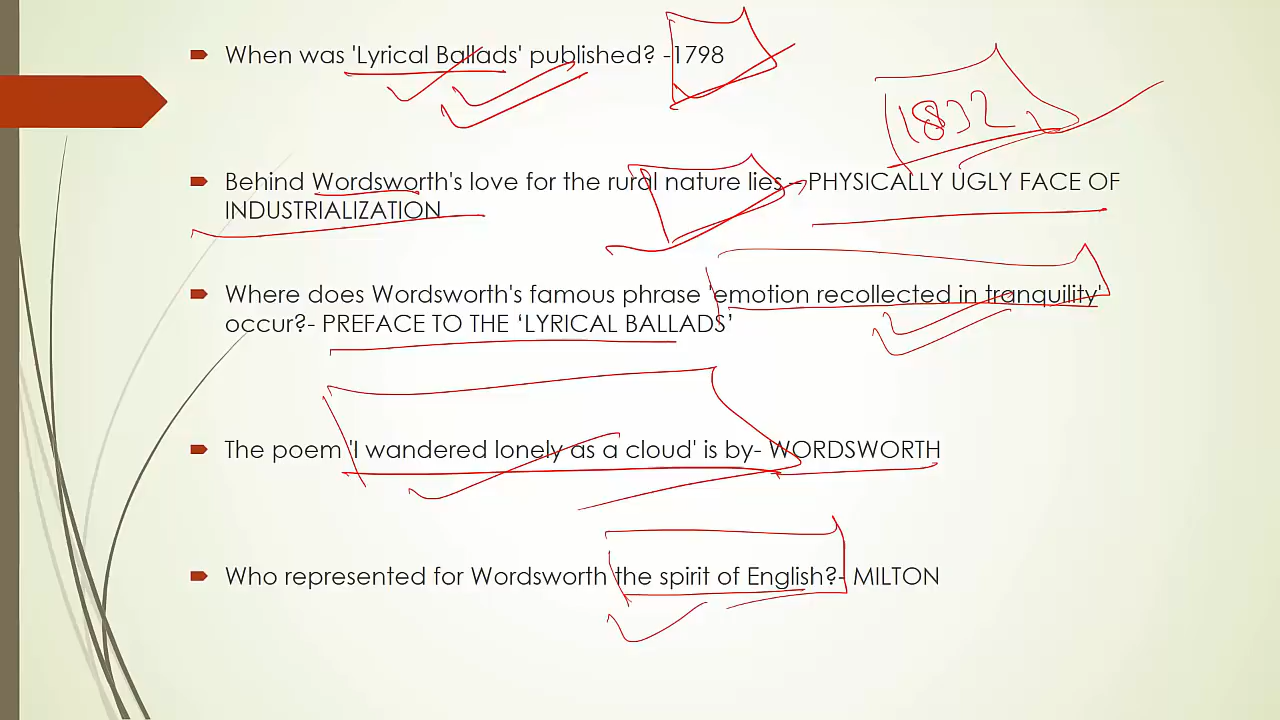 When was 'Lyrical Ballads' published? -1798
1832
Behind Wordsworth's love for the rural nature lies – PHYSICALLY UGLY FACE OF
INDUSTRIALIZATION
Where does Wordsworth's famous phrase 'emotion recollected in tranquility'
occur?- PREFACE TO THE ‘LYRICAL BALLADS’
The poem 'I wandered lonely as a cloud' is by- WORDSWORTH
Who represented for Wordsworth the spirit of English?- MILTON